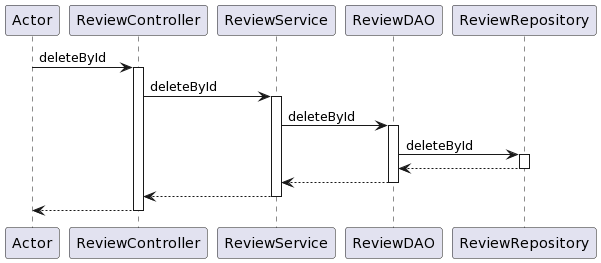 Actor ReviewController ReviewService ReviewDAO ReviewRepository
deleteById
deleteById
deleteById
deleteById
Actor ReviewController ReviewService ReviewDAO ReviewRepository